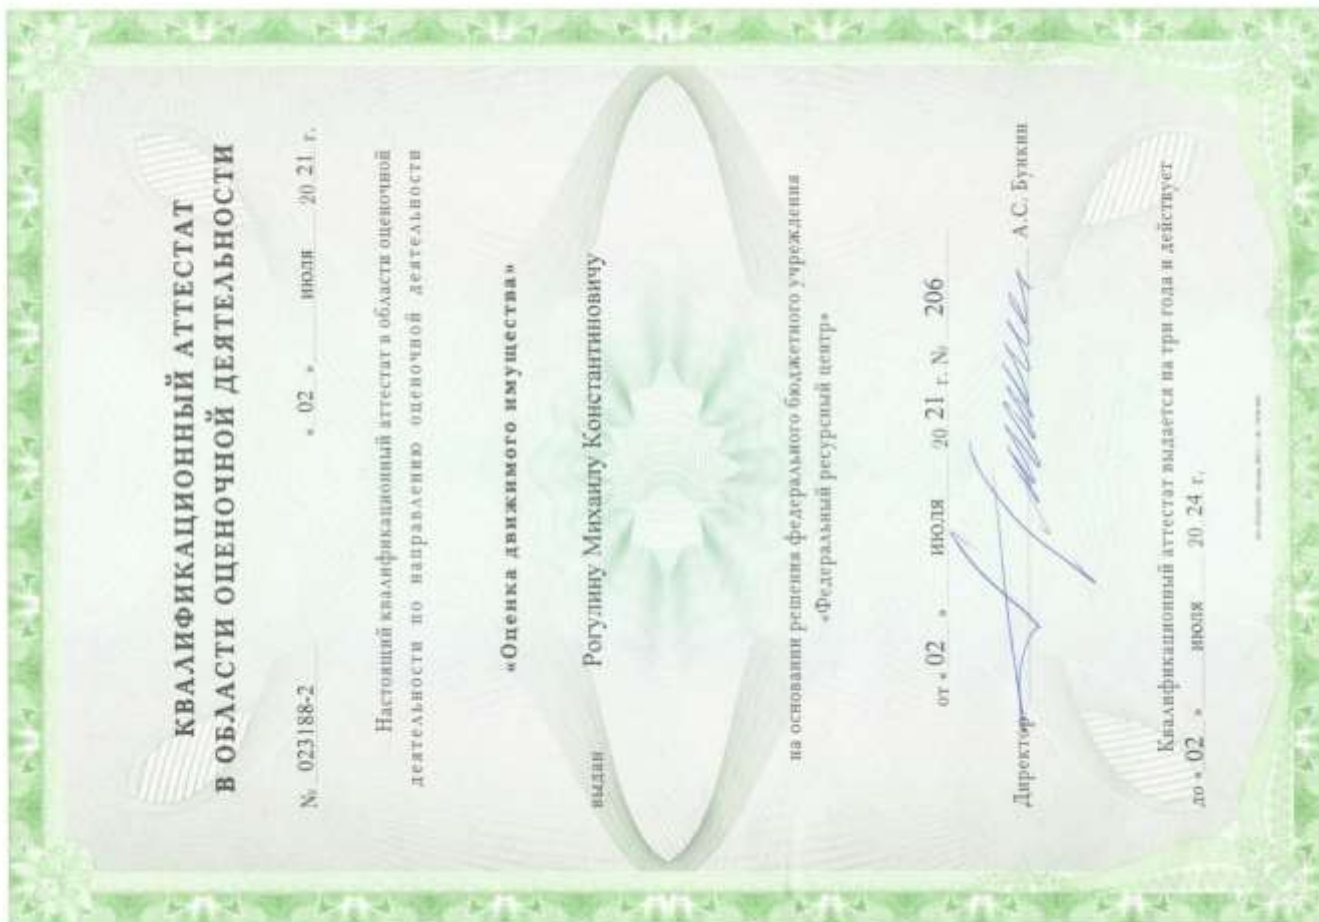 КВАЛИФИКАЦИОННЫЙ АТТЕСТАТ
В ОБЛАСТИ ОЦЕНОЧНОЙ ДЕЯТЕЛЬНОСТИ
№ 023188-2 « 02 » июля 20 21 г.
Настоящий квалификационный аттестат в области оценочной
деятельности по направлению оценочной деятельности
«Оценка движимого имущества»
выдан Рогулину Михаилу Константиновичу
на основании решения федерального бюджетного учреждения
«Федеральный ресурсный центр»
от « 02 » июля 20 21 г. № 206
Директор А.С. Бункин
Квалификационный аттестат выдается на три года и действует
до « 02 » июля 20 24 г.